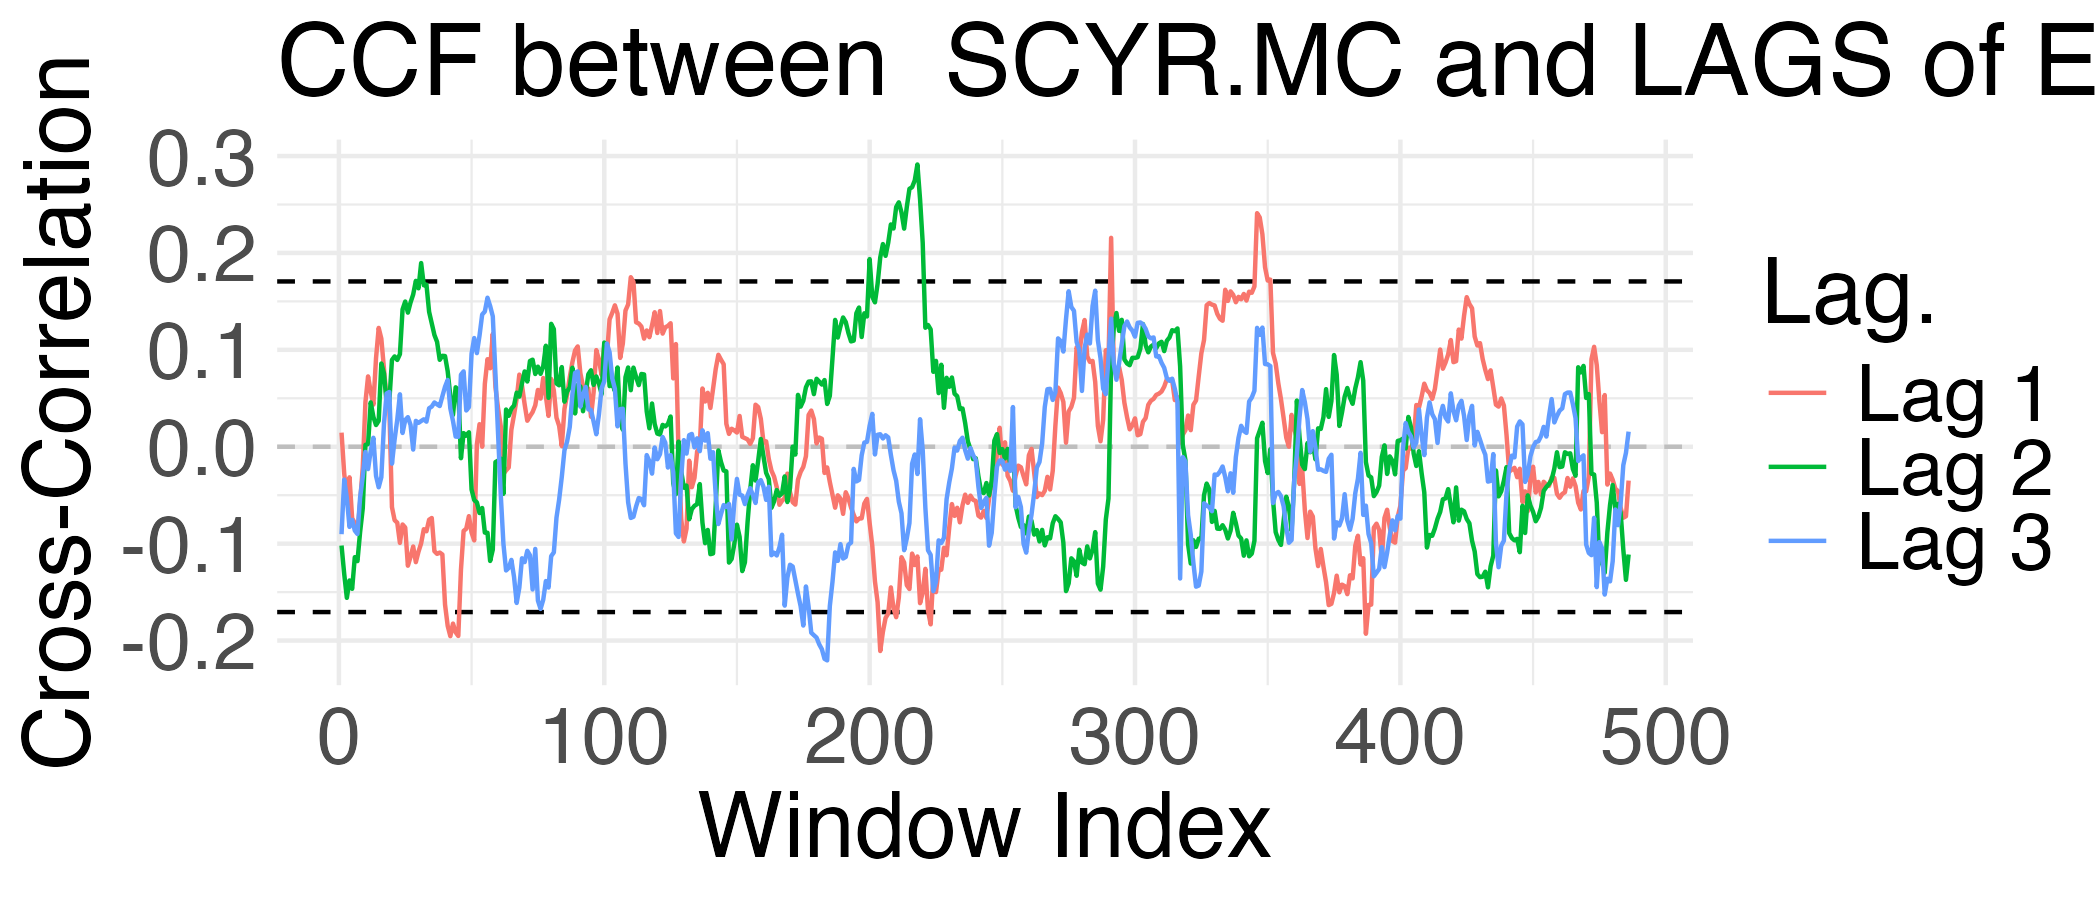 CCF between SCYR.MC and LAGS of E
Cross-Correlation
0.3
0.2
0.1
0.0
-0.1
-0.2
0 100 200 300 400 500
Window Index
Lag.
Lag 1
Lag 2
Lag 3